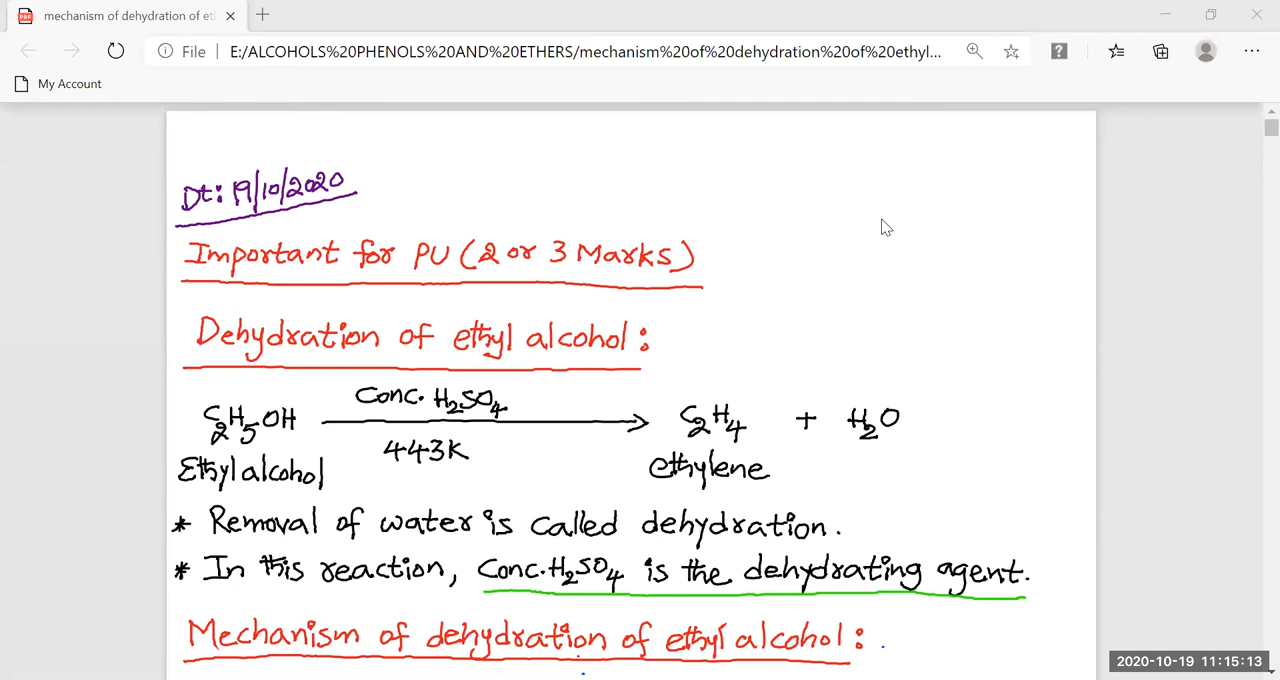 mechanism of dehydration of et
File
E:/ALCOHOLS%20PHENOLS%20AND%20ETHERS/mechanism%20of%20dehydration%20of%20ethyl...
My Account
Dt: 19/10/2020
Important for PU (2 or 3 Marks)
Dehydration of ethyl alcohol:
Conc. H₂SO₄
C₂H₅OH → C₂H₄ + H₂O
443K
Ethyl alcohol ethylene
* Removal of water is called dehydration.
* In this reaction, Conc. H₂SO₄ is the dehydrating agent.
Mechanism of dehydration of ethyl alcohol:
2020-10-19 11:15:13